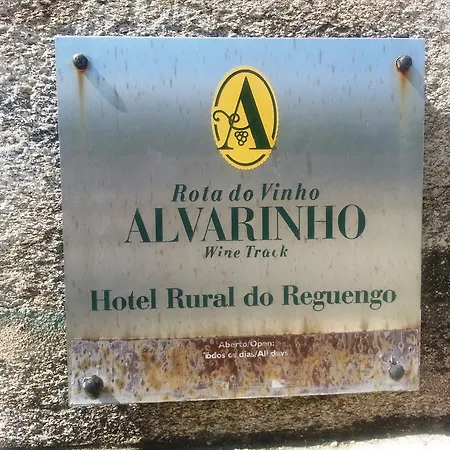 A
Rota do Vinho
ALVARINHO
Wine Track
Hotel Rural do Reguengo
Aberto/Open:
Todos os dias/All days